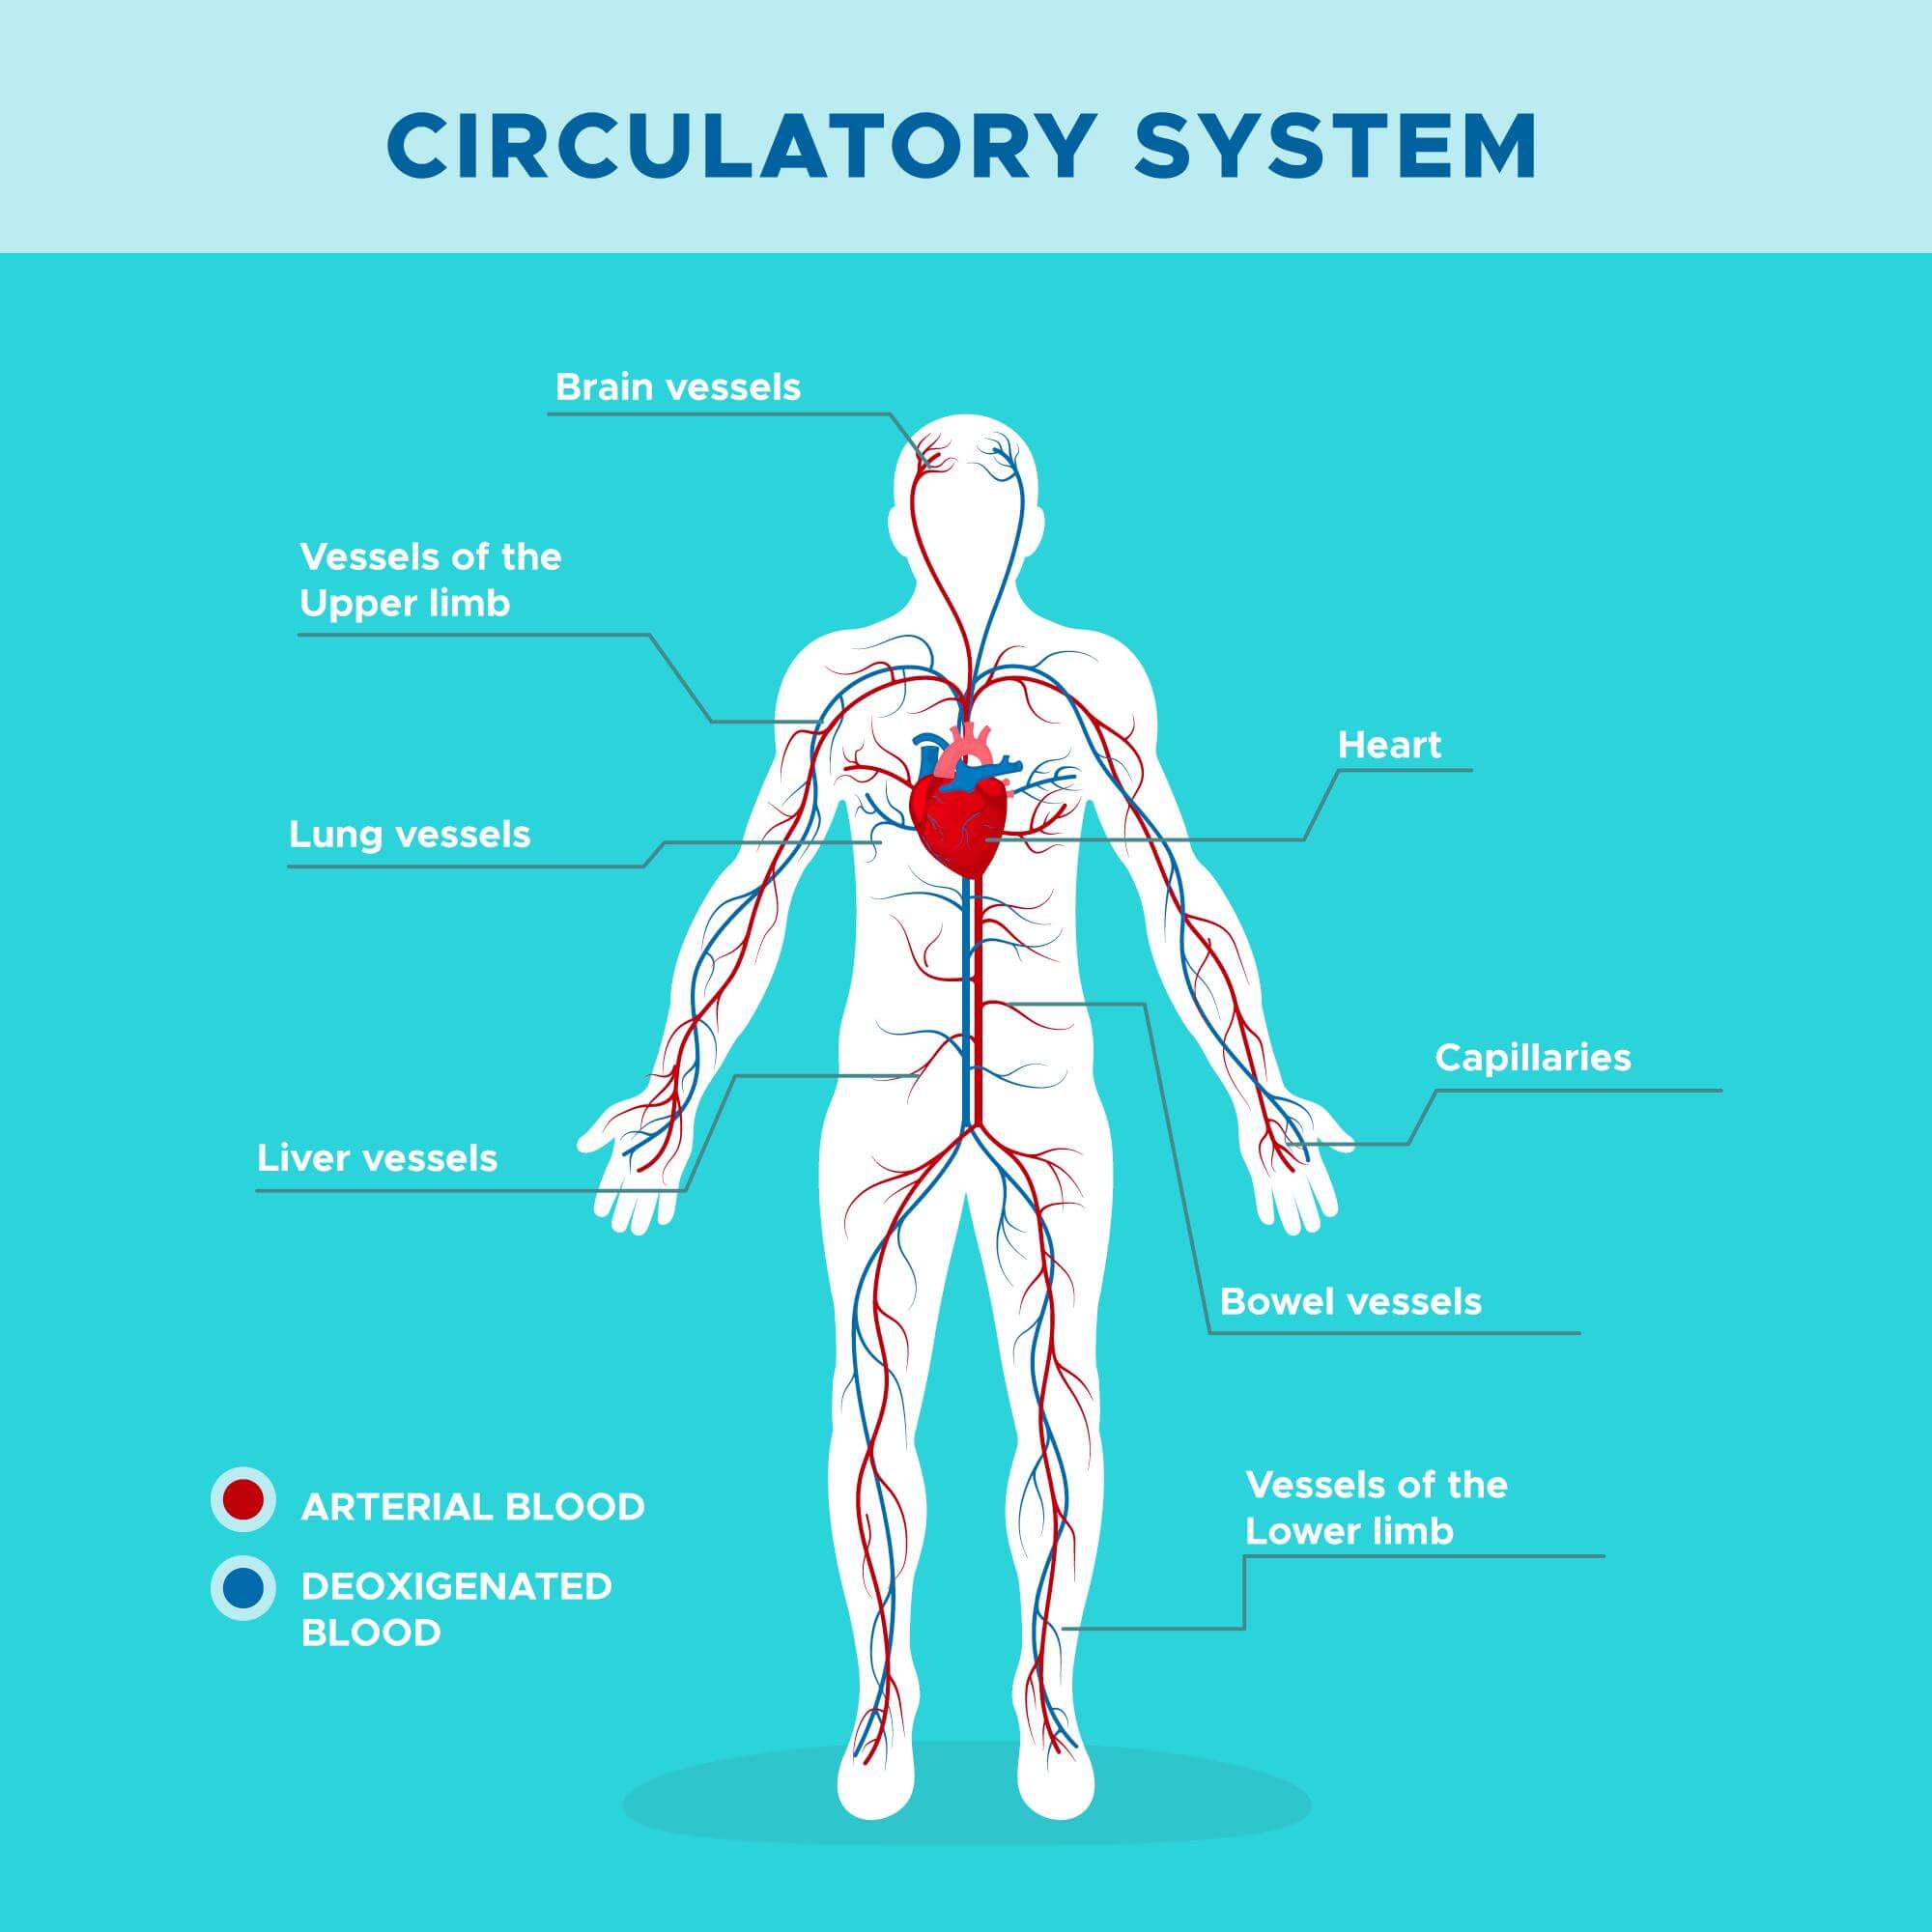 CIRCULATORY SYSTEM
Brain vessels
Vessels of the
Upper limb
Heart
Lung vessels
Capillaries
Liver vessels
Bowel vessels
Vessels of the
Lower limb
ARTERIAL BLOOD
DEOXIGENATED
BLOOD